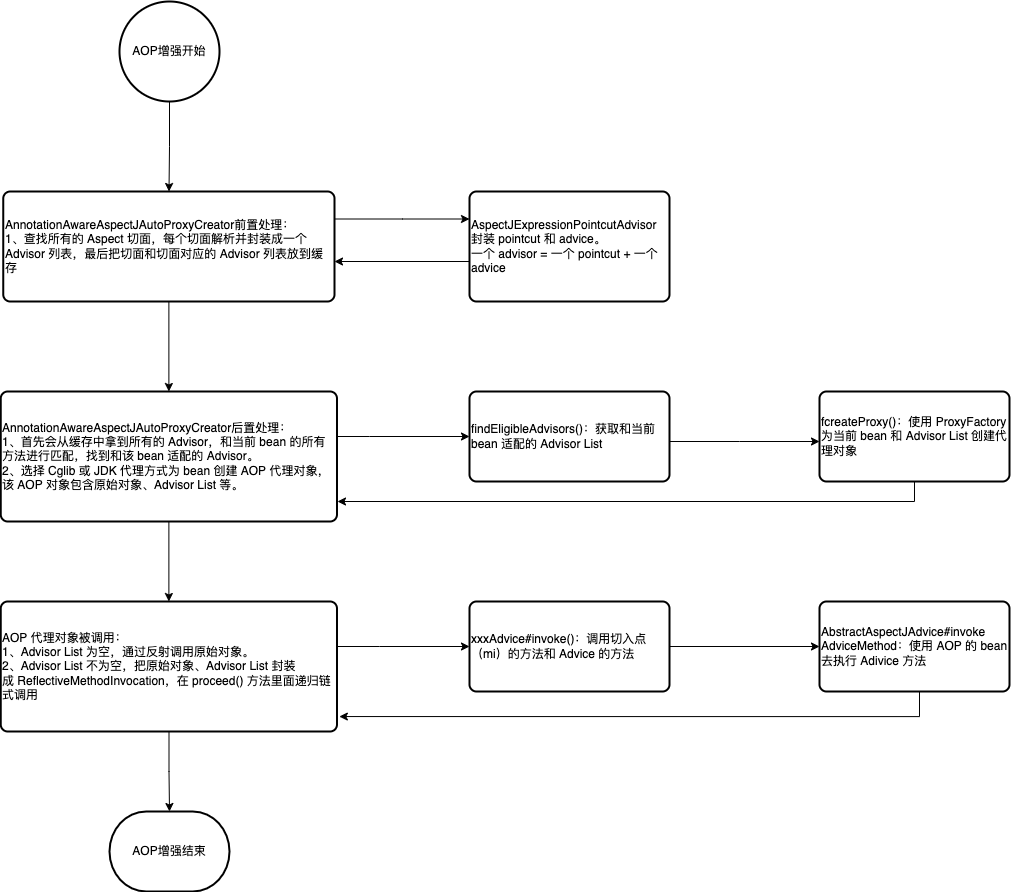 AOP增强开始
AnnotationAwareAspectJAutoProxyCreator前置处理：
1、查找所有的 Aspect 切面，每个切面解析并封装成一个
Advisor 列表，最后把切面和切面对应的 Advisor 列表放到缓
存
AspectJExpressionPointcutAdvisor
封装 pointcut 和 advice。
一个 advisor = 一个 pointcut + 一个
advice
AnnotationAwareAspectJAutoProxyCreator后置处理：
1、首先会从缓存中拿到所有的 Advisor，和当前 bean 的所有
方法进行匹配，找到和该 bean 适配的 Advisor。
2、选择 Cglib 或 JDK 代理方式为 bean 创建 AOP 代理对象，
该 AOP 对象包含原始对象、Advisor List 等。
findEligibleAdvisors()：获取和当前
bean 适配的 Advisor List
fcreateProxy()：使用 ProxyFactory
为当前 bean 和 Advisor List 创建代
理对象
AOP 代理对象被调用：
1、Advisor List 为空，通过反射调用原始对象。
2、Advisor List 不为空，把原始对象、Advisor List 封装
成 ReflectiveMethodInvocation，在 proceed() 方法里面递归链
式调用
xxxAdvice#invoke()：调用切入点
（mi）的方法和 Advice 的方法
AbstractAspectJAdvice#invoke
AdviceMethod：使用 AOP 的 bean
去执行 Adivice 方法
AOP增强结束